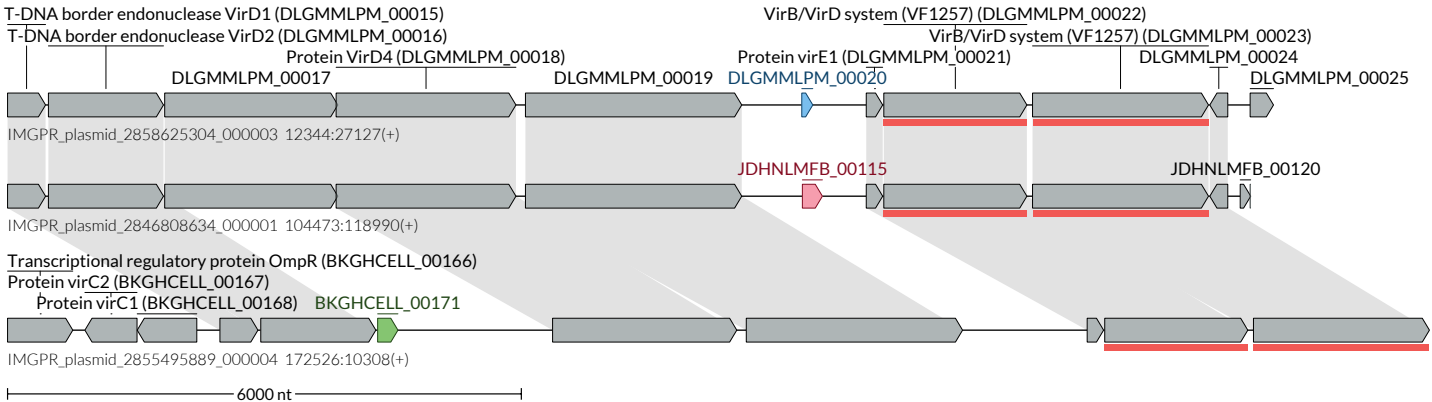 T-DNA border endonuclease VirD1 (DLGMMLPM_00015)
VirB/VirD system (VF1257) (DLGMMLPM_00022)
T-DNA border endonuclease VirD2 (DLGMMLPM_00016)
VirB/VirD system (VF1257) (DLGMMLPM_00023)
Protein VirD4 (DLGMMLPM_00018)
Protein virE1 (DLGMMLPM_00021)
DLGMMLPM_00024
DLGMMLPM_00017
DLGMMLPM_00019
DLGMMLPM_00020
DLGMMLPM_00025
IMGPR_plasmid_2858625304_000003 12344:27127(+)
JDHNLMFB_00115
JDHNLMFB_00120
IMGPR_plasmid_2846808634_000001 104473:118990(+)
Transcriptional regulatory protein OmpR (BKGHCELL_00166)
Protein virC2 (BKGHCELL_00167)
Protein virC1 (BKGHCELL_00168)
BKGHCELL_00171
IMGPR_plasmid_2855495889_000004 172526:10308(+)
6000 nt